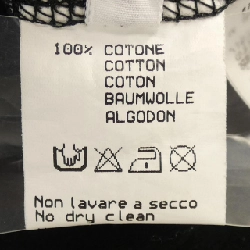 100% COTONE
COTTON
COTON
BAUMWOLLE
ALGODON
Non lavare a secco
No dry clean